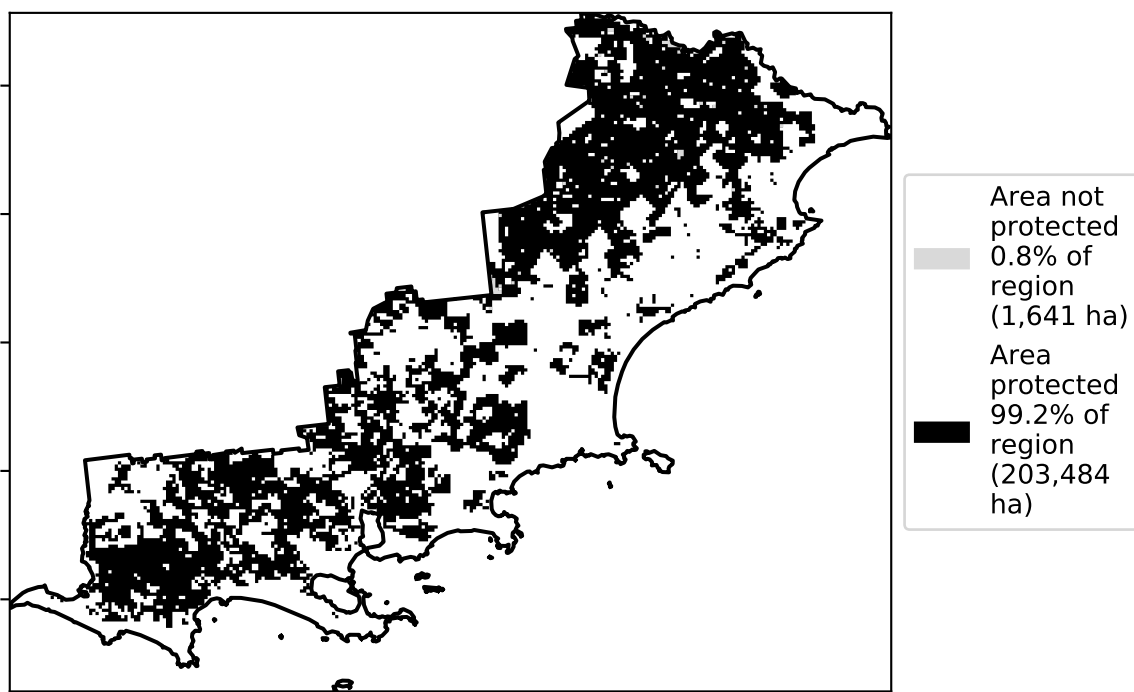 Area not
protected
0.8% of
region
(1,641 ha)
Area
protected
99.2% of
region
(203,484
ha)